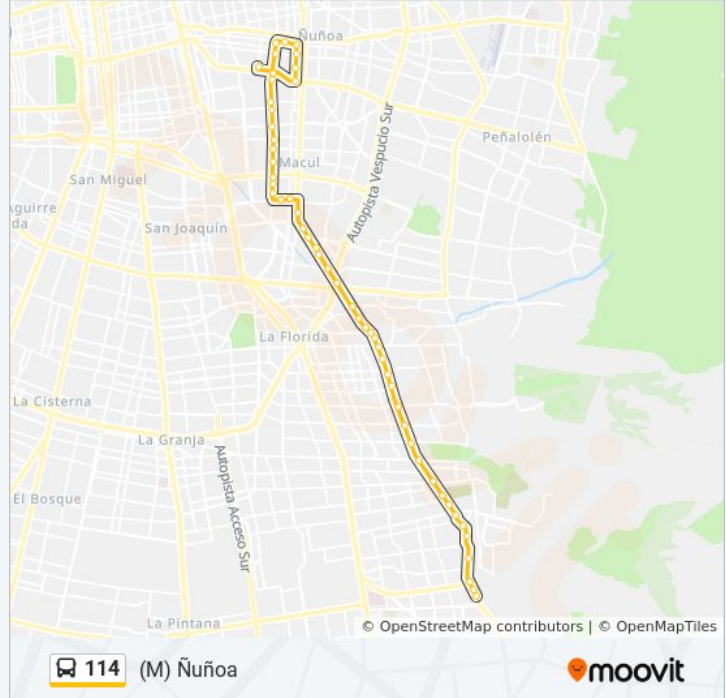 Ñuñoa
Peñalolén
Macul
Autopista Vespucio Sur
San Miguel
guirre
da
San Joaquín
La Florida
La Cisterna
La Granja
Autopista Acceso Sur
El Bosque
La Pintana
© OpenStreetMap contributors | © OpenMapTiles
114 (M) Ñuñoa
moovit